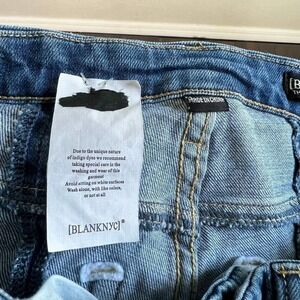 MADE IN CHINA
[B
Due to the unique nature
of indigo dyes we recommend
taking special care in the
washing and wear of this
garment
Avoid sitting on white surfaces
Wash alone, with like colors,
or not at all
[BLANKNYC]®